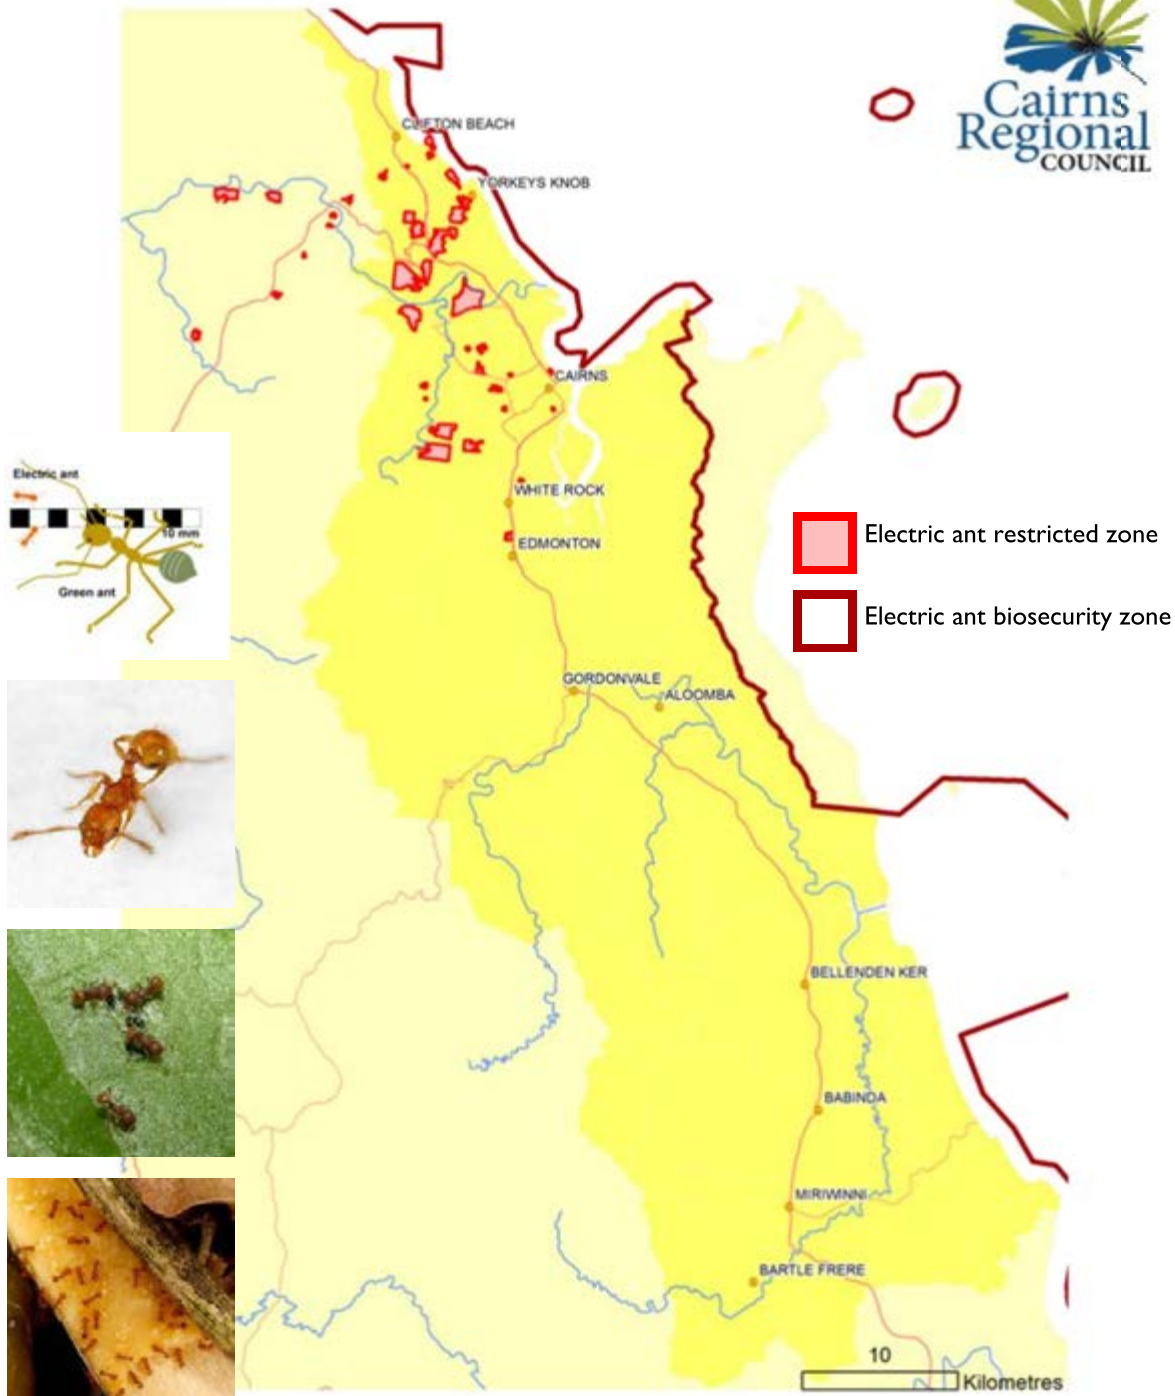 Cairns
Regional
COUNCIL
CLIFTON BEACH
YORKEYS KNOB
CAIRNS
WHITE ROCK
EDMONTON
GORDONVALE
ALOOMBA
BELLENDEN KER
BABINDA
MIRIWINNI
BARTLE FRERE
Electric ant
10 mm
Green ant
Electric ant restricted zone
Electric ant biosecurity zone
10
Kilometres